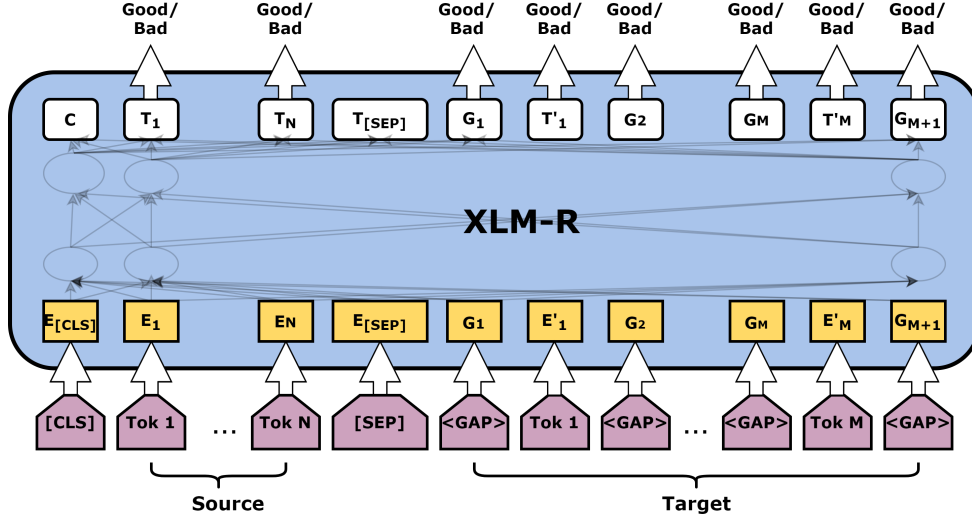 Good/ Good/ Good/ Good/ Good/ Good/ Good/ Good/
Bad Bad Bad Bad Bad Bad Bad Bad
C T1 TN T[SEP] G1 T'1 G2 GM T'M GM+1
XLM-R
E[CLS] E1 EN E[SEP] G1 E'1 G2 GM E'M GM+1
[CLS] Tok 1 ... Tok N [SEP] <GAP> Tok 1 <GAP> ... <GAP> Tok M <GAP>
Source Target